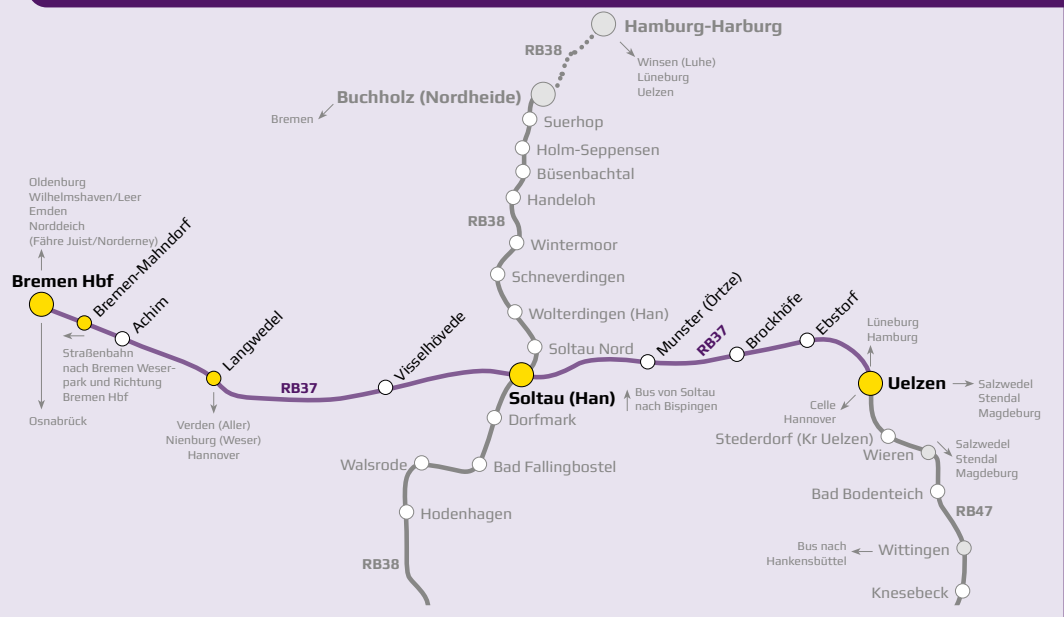 Hamburg-Harburg
RB38
Winsen (Luhe)
Lüneburg
Uelzen
Buchholz (Nordheide)
Bremen
Suerhop
Holm-Seppensen
Büsenbachtal
Handeloh
RB38
Wintermoor
Schneverdingen
Wolterdingen (Han)
Soltau Nord
Oldenburg
Wilhelmshaven/Leer
Emden
Norddeich
(Fähre Juist/Norderney)
Bremen Hbf
Bremen-Mahndorf
Achim
Straßenbahn
nach Bremen Weser-
park und Richtung
Bremen Hbf
Osnabrück
Langwedel
Verden (Aller)
Nienburg (Weser)
Hannover
RB37
Visselhövede
Soltau (Han)
Bus von Soltau
nach Bispingen
Munster (Örtze)
RB37
Brockhöfe
Ebstorf
Lüneburg
Hamburg
Uelzen
Salzwedel
Stendal
Magdeburg
Celle
Hannover
Dorfmark
Bad Fallingbostel
Walsrode
Hodenhagen
RB38
Stederdorf (Kr Uelzen)
Wieren
Salzwedel
Stendal
Magdeburg
Bad Bodenteich
RB47
Bus nach
Hankensbüttel
Wittingen
Knesebeck